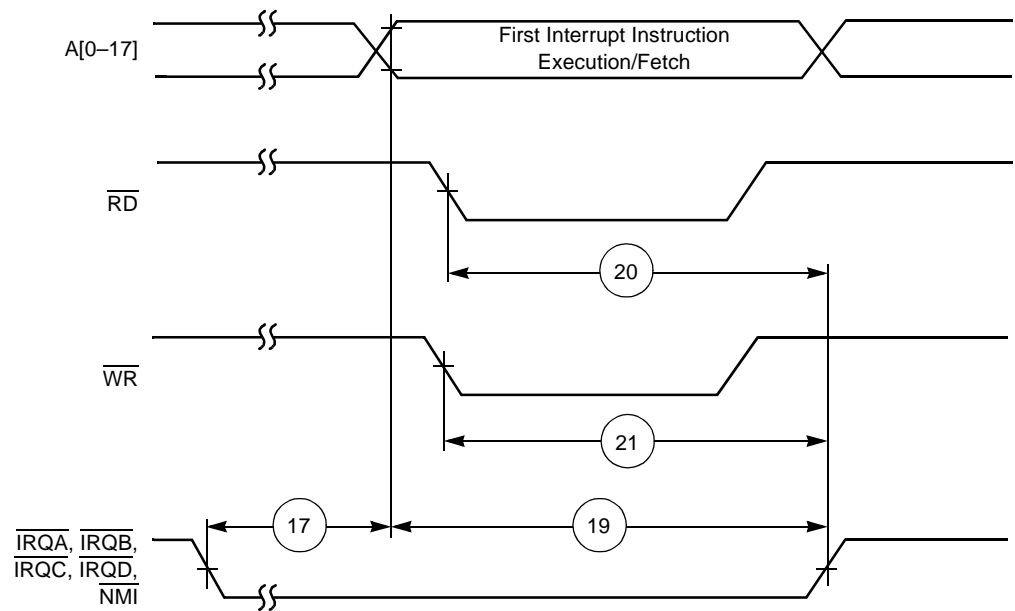 A[0–17]
First Interrupt Instruction
Execution/Fetch
RD
20
WR
21
17
19
IRQA, IRQB,
IRQC, IRQD,
NMI